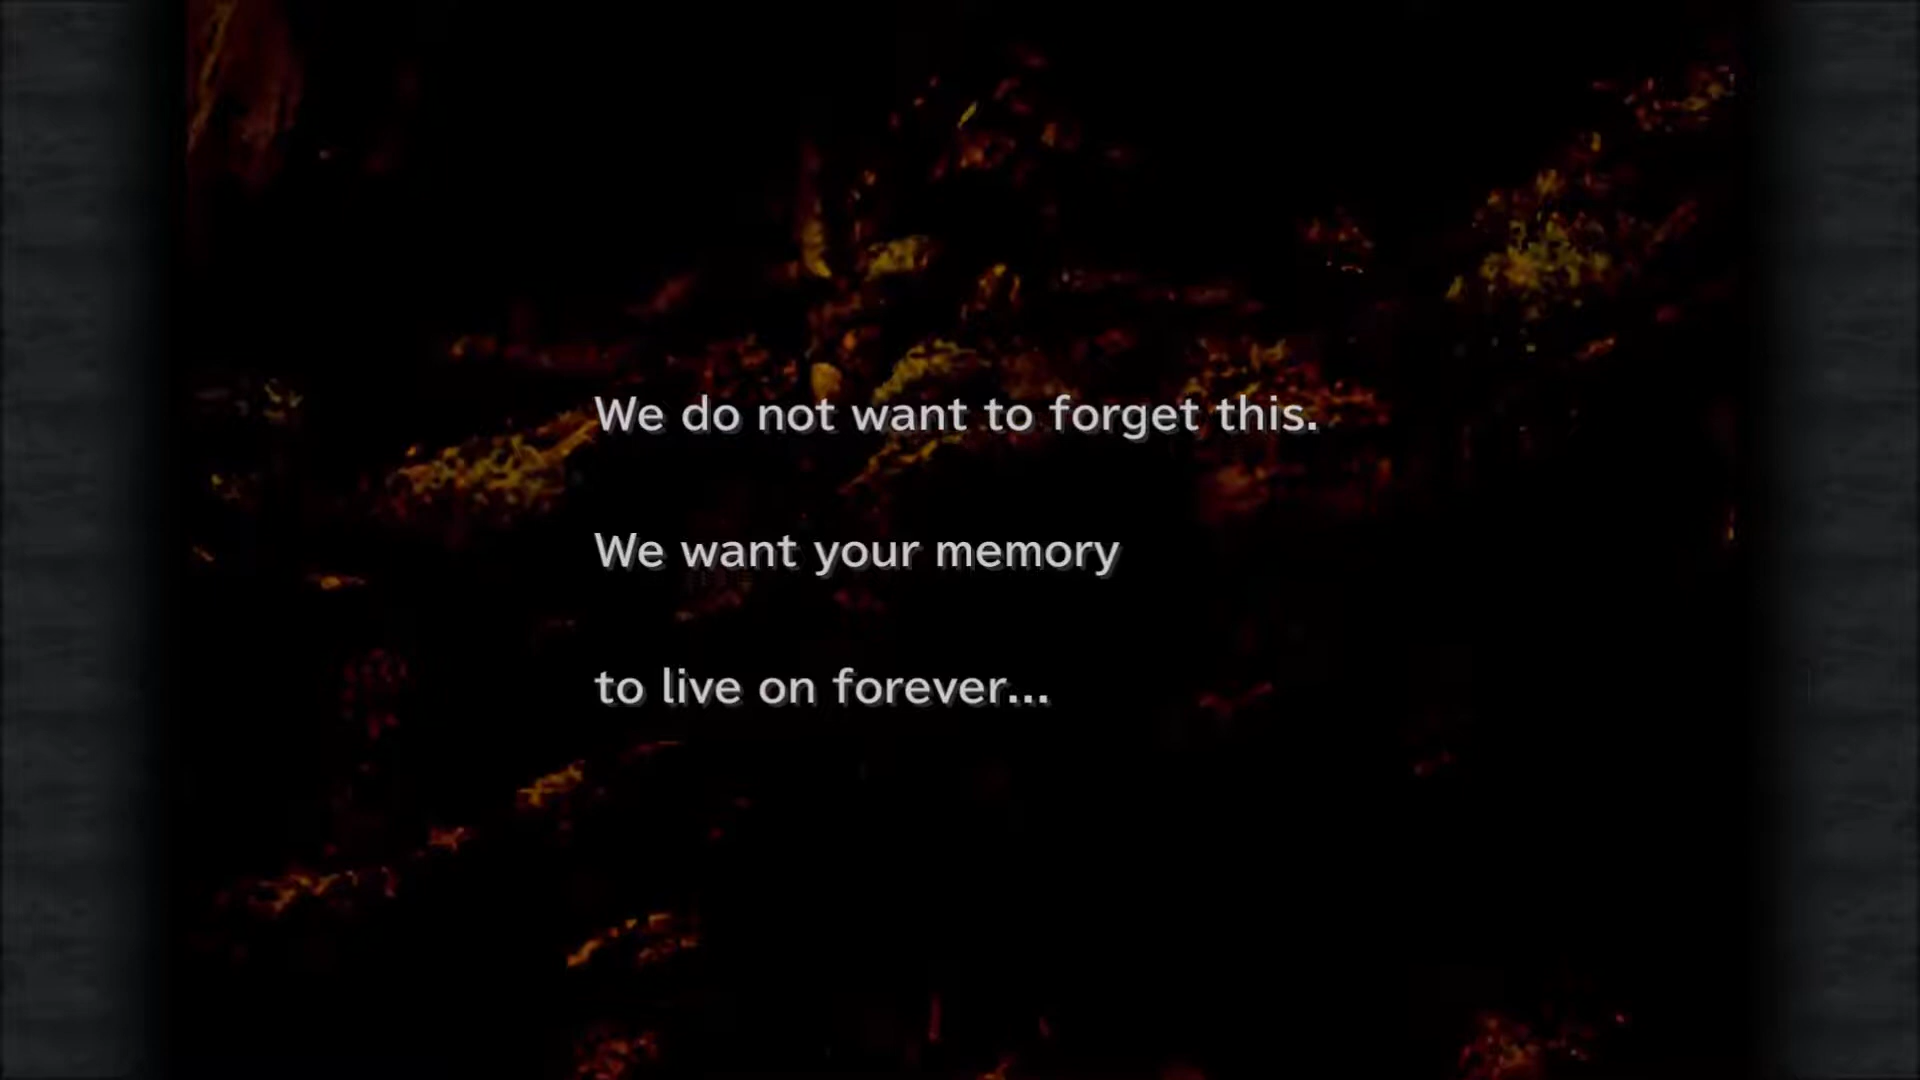 We do not want to forget this.
We want your memory
to live on forever...